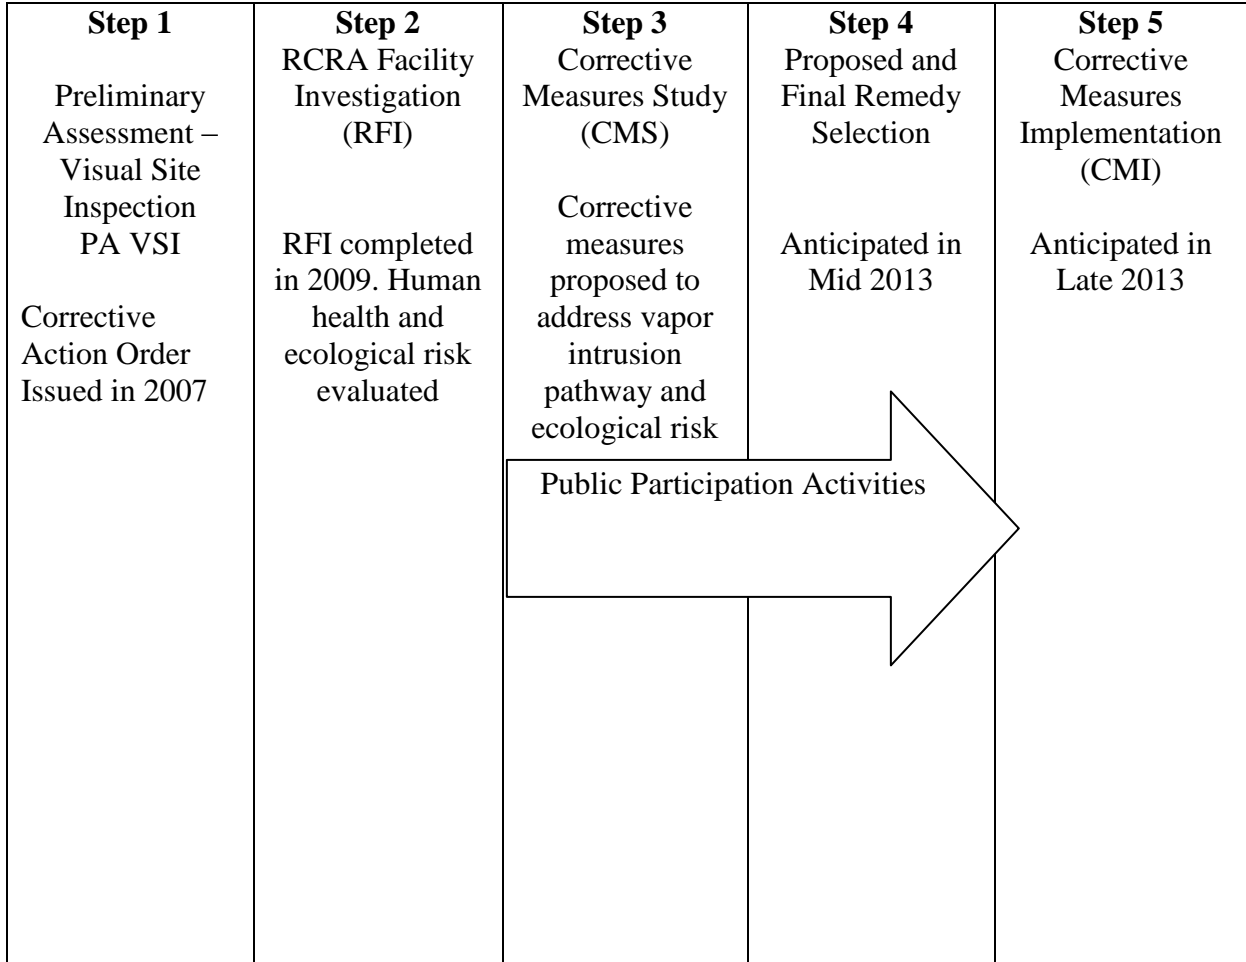 Step 1
Preliminary
Assessment –
Visual Site
Inspection
PA VSI
Corrective
Action Order
Issued in 2007
Step 2
RCRA Facility
Investigation
(RFI)
RFI completed
in 2009. Human
health and
ecological risk
evaluated
Step 3
Corrective
Measures Study
(CMS)
Corrective
measures
proposed to
address vapor
intrusion
pathway and
ecological risk
Step 4
Proposed and
Final Remedy
Selection
Anticipated in
Mid 2013
Step 5
Corrective
Measures
Implementation
(CMI)
Anticipated in
Late 2013
Public Participation Activities